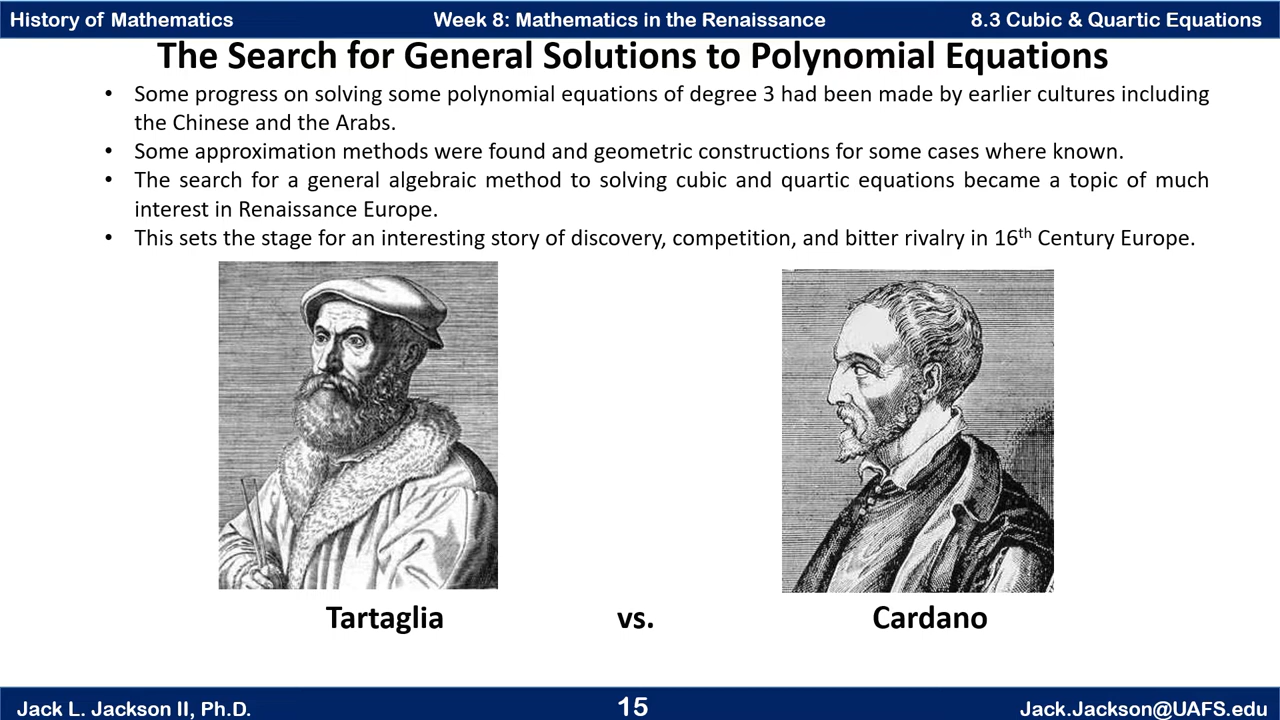 History of Mathematics Week 8: Mathematics in the Renaissance 8.3 Cubic & Quartic Equations
The Search for General Solutions to Polynomial Equations
• Some progress on solving some polynomial equations of degree 3 had been made by earlier cultures including
the Chinese and the Arabs.
• Some approximation methods were found and geometric constructions for some cases where known.
• The search for a general algebraic method to solving cubic and quartic equations became a topic of much
interest in Renaissance Europe.
• This sets the stage for an interesting story of discovery, competition, and bitter rivalry in 16th Century Europe.
Tartaglia vs. Cardano
Jack L. Jackson II, Ph.D. 15 Jack.Jackson@UAFS.edu